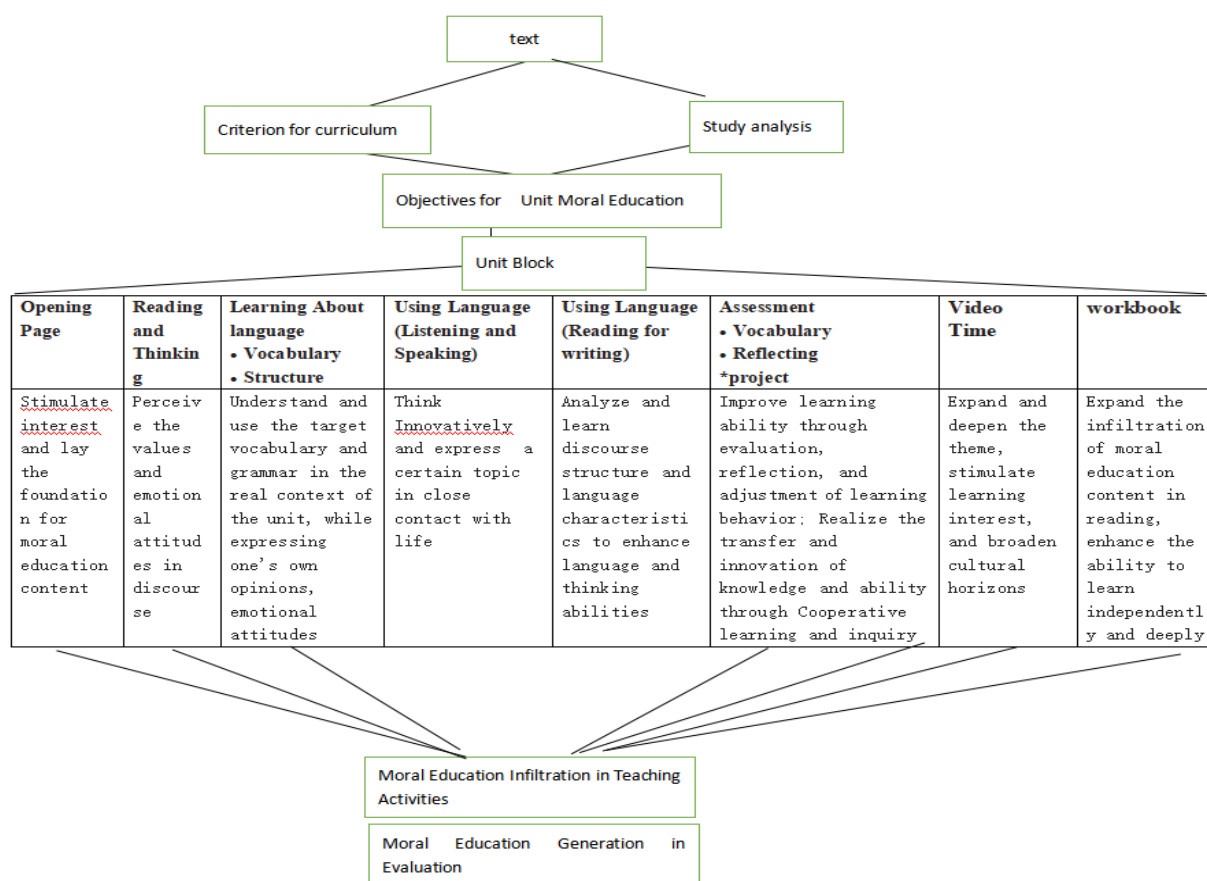 text
Criterion for curriculum
Study analysis
Objectives for Unit Moral Education
Unit Block
Opening
Page
Reading
and
Thinkin
g
Learning About
language
• Vocabulary
• Structure
Using Language
(Listening and
Speaking)
Using Language
(Reading for
writing)
Assessment
• Vocabulary
• Reflecting
*project
Video
Time
workbook
Stimulate
interest
and lay
the
foundatio
n for
moral
education
content
Perceiv
e the
values
and
emotion
al
attitud
es in
discour
se
Understand and
use the target
vocabulary and
grammar in the
real context of
the unit, while
expressing
one's own
opinions,
emotional
attitudes
Think
Innovatively
and express a
certain topic
in close
contact with
life
Analyze and
learn
discourse
structure and
language
characteristi
cs to enhance
language and
thinking
abilities
Improve learning
ability through
evaluation,
reflection, and
adjustment of learning
behavior; Realize the
transfer and
innovation of
knowledge and ability
through Cooperative
learning and inquiry
Expand and
deepen the
theme,
stimulate
learning
interest,
and broaden
cultural
horizons
Expand the
infiltration
of moral
education
content in
reading,
enhance the
ability to
learn
independentl
y and deeply
Moral Education Infiltration in Teaching
Activities
Moral Education Generation in
Evaluation